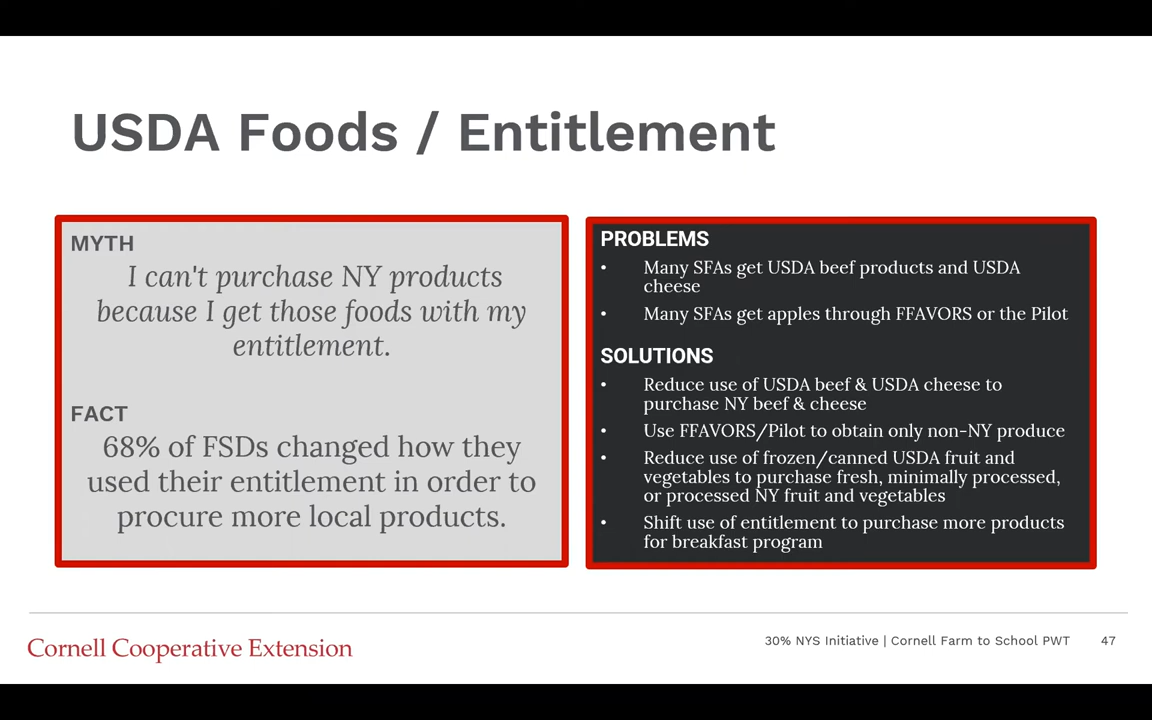 USDA Foods / Entitlement
MYTH
I can't purchase NY products
because I get those foods with my
entitlement.
FACT
68% of FSDs changed how they
used their entitlement in order to
procure more local products.
PROBLEMS
• Many SFAs get USDA beef products and USDA
cheese
• Many SFAs get apples through FFAVORS or the Pilot
SOLUTIONS
• Reduce use of USDA beef & USDA cheese to
purchase NY beef & cheese
• Use FFAVORS/Pilot to obtain only non-NY produce
• Reduce use of frozen/canned USDA fruit and
vegetables to purchase fresh, minimally processed,
or processed NY fruit and vegetables
• Shift use of entitlement to purchase more products
for breakfast program
Cornell Cooperative Extension
30% NYS Initiative | Cornell Farm to School PWT 47